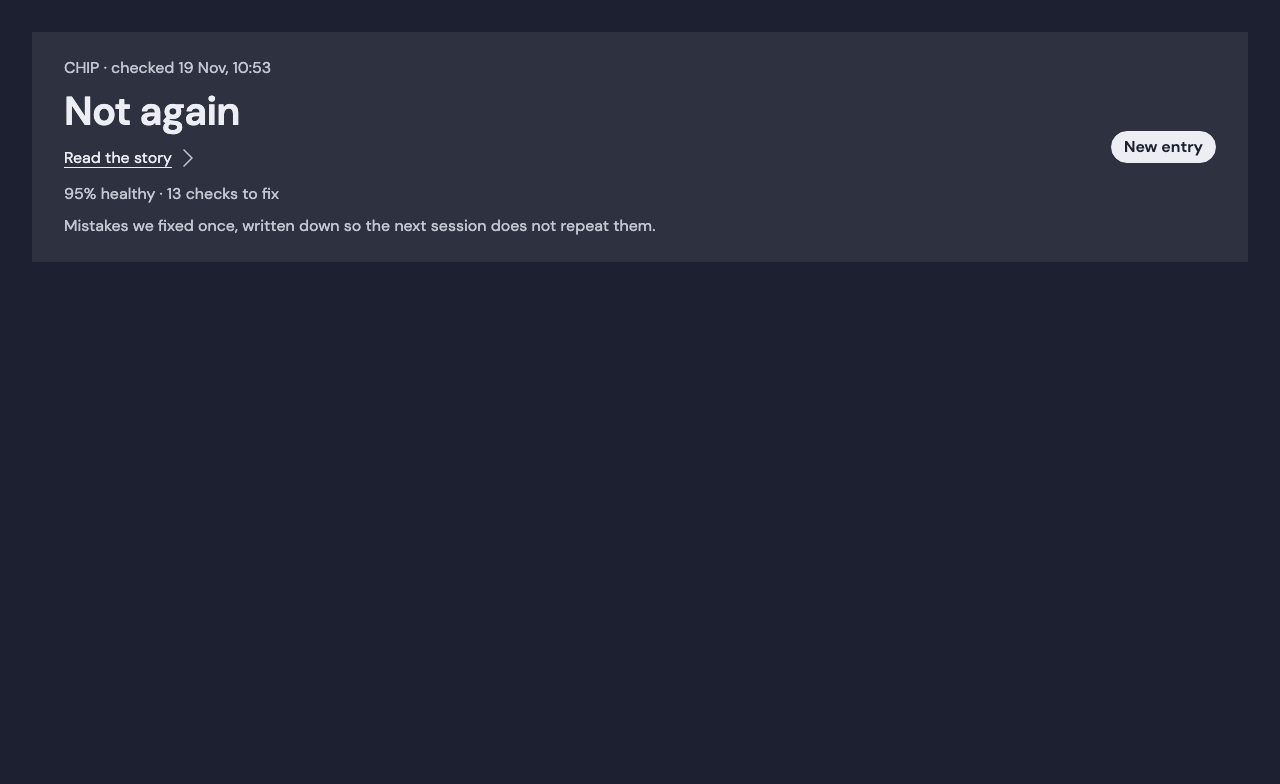 CHIP · checked 19 Nov, 10:53
Not again
Read the story
New entry
95% healthy · 13 checks to fix
Mistakes we fixed once, written down so the next session does not repeat them.